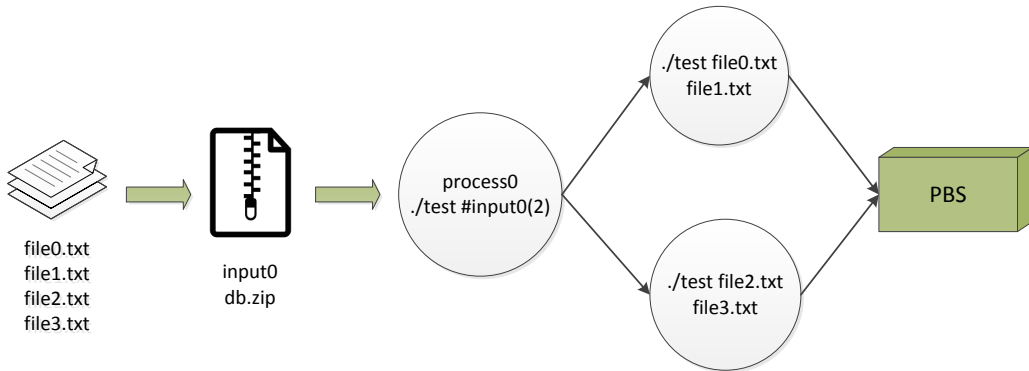 file0.txt
file1.txt
file2.txt
file3.txt
input0
db.zip
process0
./test #input0(2)
./test file0.txt
file1.txt
./test file2.txt
file3.txt
PBS